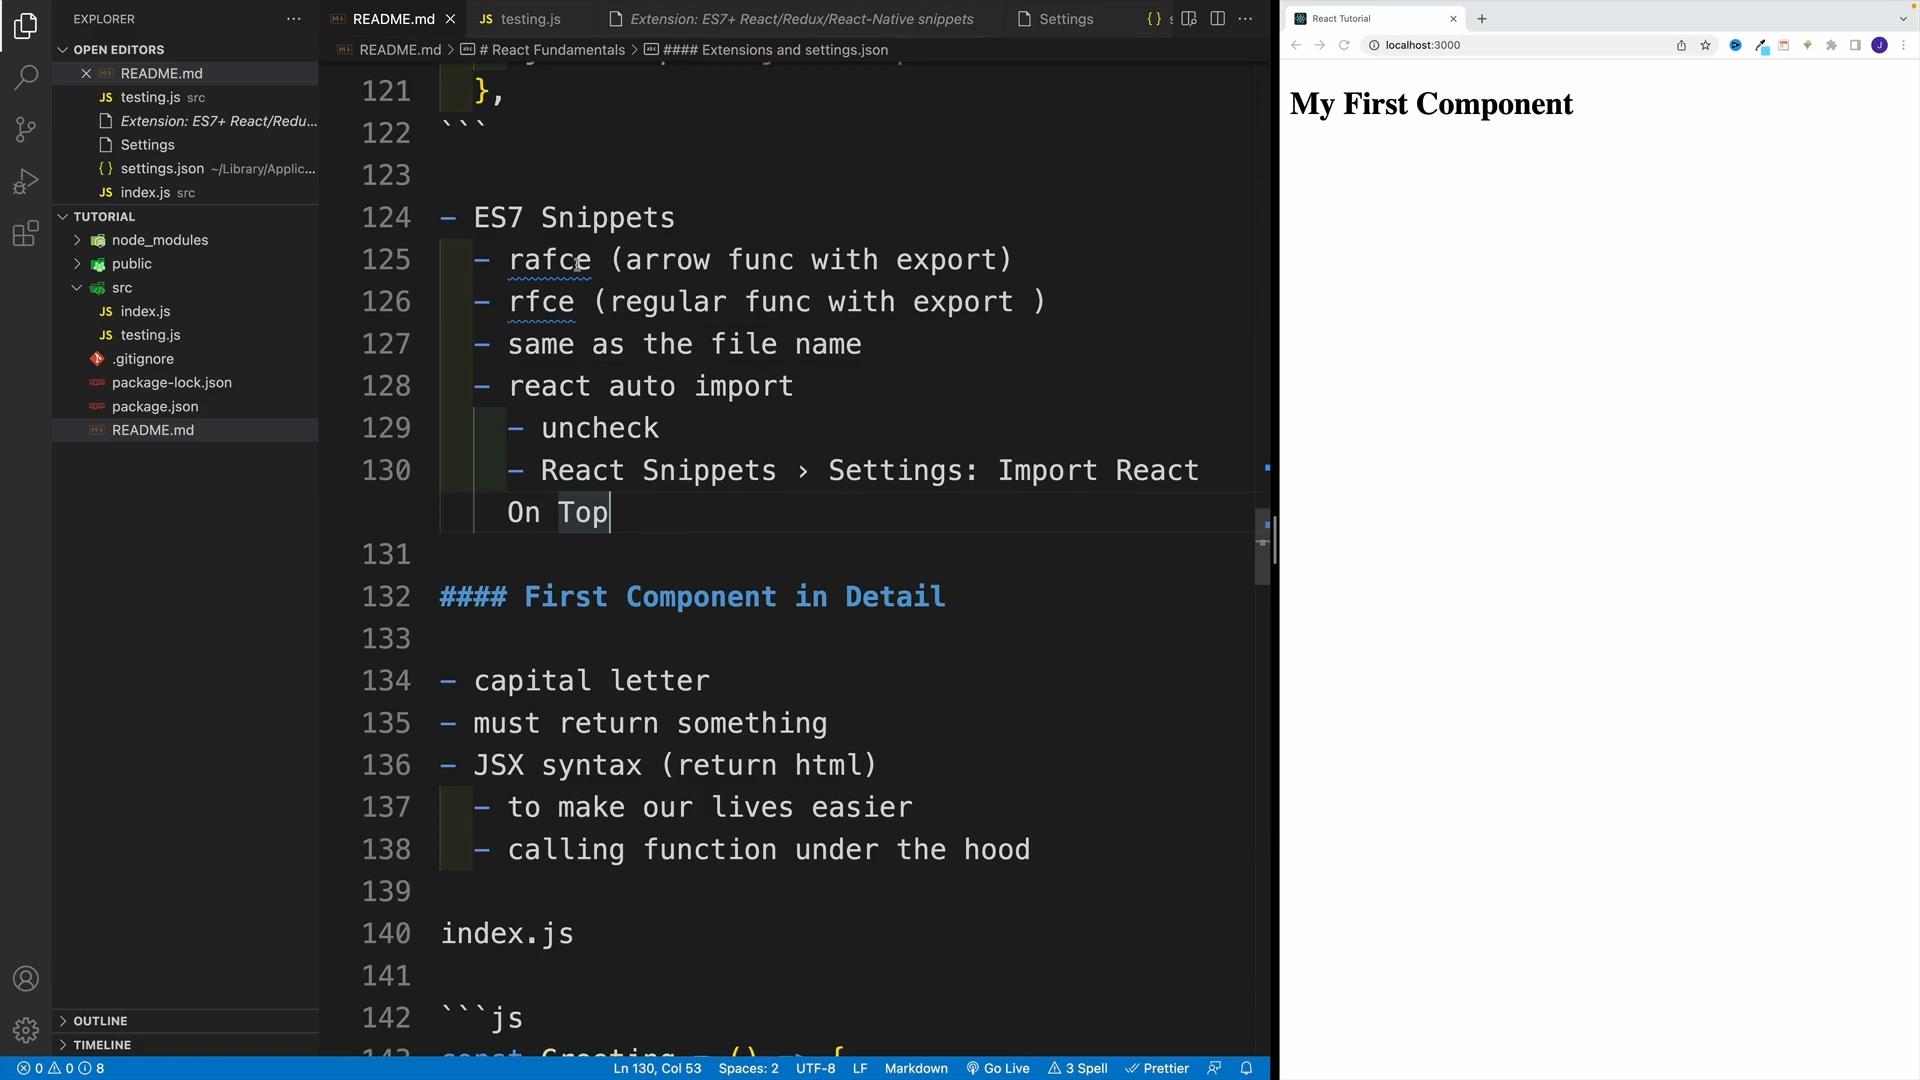 EXPLORER
OPEN EDITORS
README.md
testing.js src
Extension: ES7+ React/Redu...
Settings
settings.json ~/Library/Applic...
index.js src
TUTORIAL
node_modules
public
src
index.js
testing.js
.gitignore
package-lock.json
package.json
README.md
OUTLINE
TIMELINE
README.md
testing.js
Extension: ES7+ React/Redux/React-Native snippets
Settings
README.md > # React Fundamentals > #### Extensions and settings.json
121 },
122 ```
123
124 - ES7 Snippets
125 - rafce (arrow func with export)
126 - rfce (regular func with export )
127 - same as the file name
128 - react auto import
129 - uncheck
130 - React Snippets › Settings: Import React
On Top
131
132 #### First Component in Detail
133
134 - capital letter
135 - must return something
136 - JSX syntax (return html)
137 - to make our lives easier
138 - calling function under the hood
139
140 index.js
141
142 ```js
143 const Greeting = () => {
0 0 8
Ln 130, Col 53 Spaces: 2 UTF-8 LF Markdown Go Live 3 Spell Prettier
React Tutorial
localhost:3000
J
My First Component